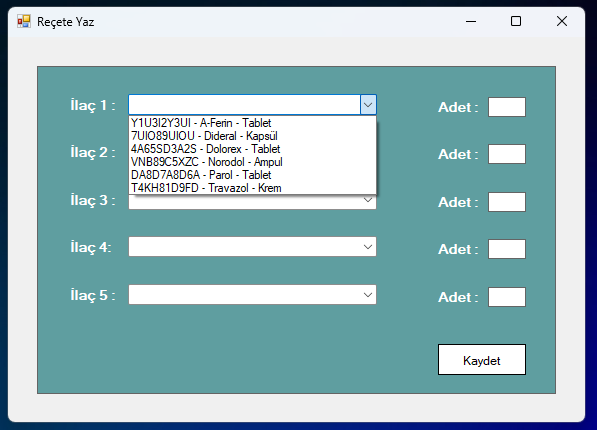 Reçete Yaz
İlaç 1 :
Adet :
Y1U3I2Y3UI - A-Ferin - Tablet
7UIO89UIOU - Dideral - Kapsül
4A65SD3A2S - Dolorex - Tablet
VNB89C5XZC - Norodol - Ampul
DA8D7A8D6A - Parol - Tablet
T4KH81D9FD - Travazol - Krem
İlaç 2 :
Adet :
İlaç 3 :
Adet :
İlaç 4:
Adet :
İlaç 5 :
Adet :
Kaydet